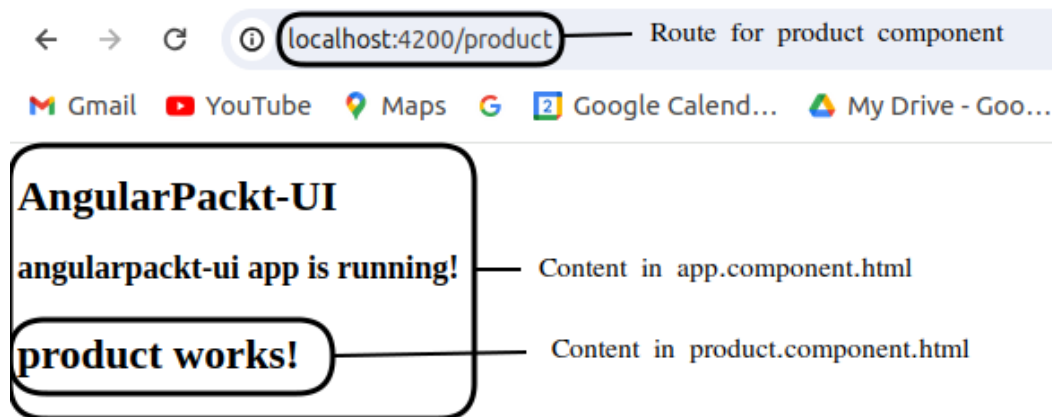 localhost:4200/product Route for product component
Gmail YouTube Maps G 2 Google Calend... My Drive - Goo...
AngularPackt-UI
angularpackt-ui app is running! Content in app.component.html
product works! Content in product.component.html